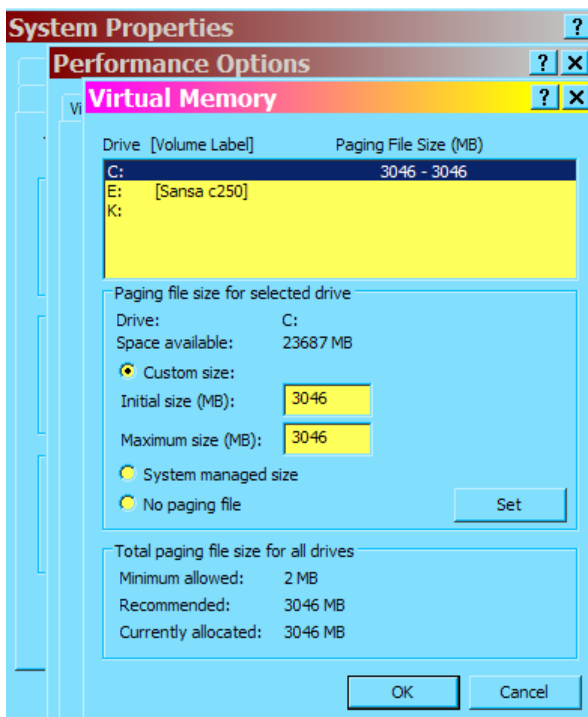 System Properties ?
Performance Options ? X
Vi
Virtual Memory ? X
Drive [Volume Label] Paging File Size (MB)
C: 3046 - 3046
E: [Sansa c250]
K:
Paging file size for selected drive
Drive: C:
Space available: 23687 MB
Custom size:
Initial size (MB): 3046
Maximum size (MB): 3046
System managed size
No paging file Set
Total paging file size for all drives
Minimum allowed: 2 MB
Recommended: 3046 MB
Currently allocated: 3046 MB
OK Cancel